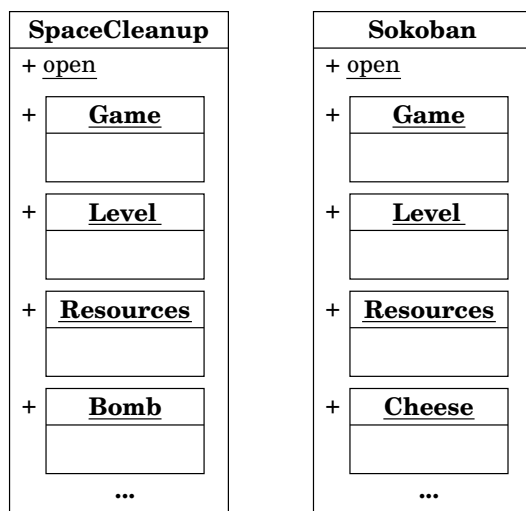 SpaceCleanup
+ open
+ Game
+ Level
+ Resources
+ Bomb
...
Sokoban
+ open
+ Game
+ Level
+ Resources
+ Cheese
...